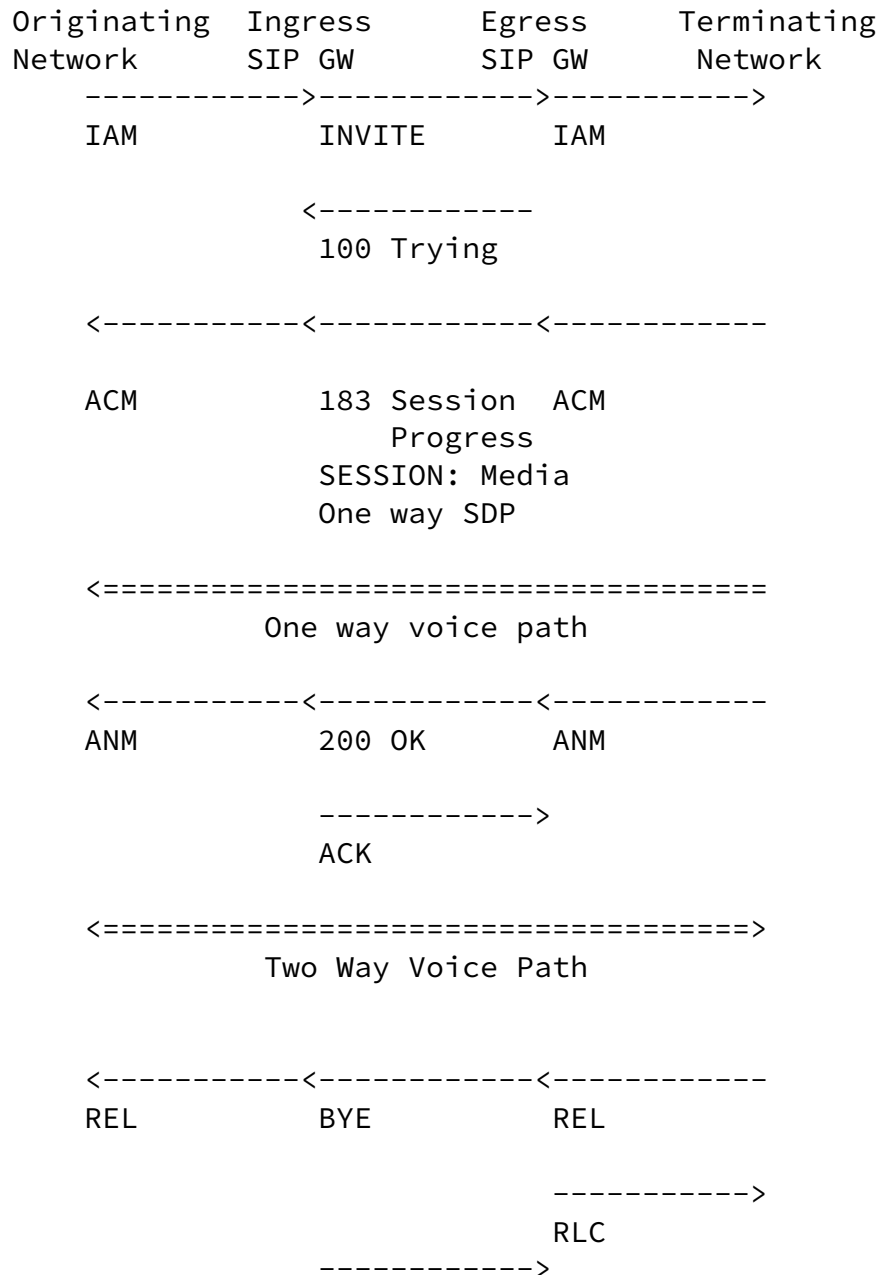 Originating  Ingress      Egress     Terminating
Network      SIP GW       SIP GW      Network
    ------------>------------>----------->
    IAM          INVITE       IAM
                <------------
                 100 Trying
    <-----------<------------<------------
    ACM          183 Session  ACM
                     Progress
                 SESSION: Media
                 One way SDP
    <=====================================
              One way voice path
    <-----------<------------<------------
    ANM          200 OK       ANM
                 ------------>
                 ACK
    <====================================>
              Two Way Voice Path
    <-----------<------------<------------
    REL          BYE          REL
                              ----------->
                              RLC
                 ------------>